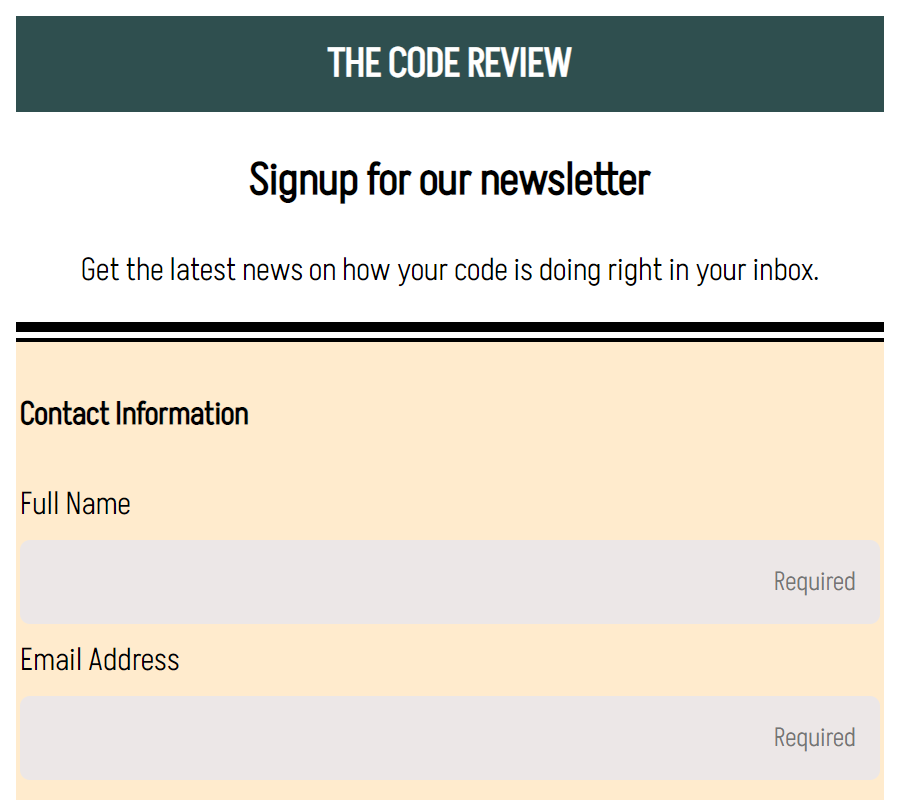 THE CODE REVIEW
Signup for our newsletter
Get the latest news on how your code is doing right in your inbox.
Contact Information
Full Name
Required
Email Address
Required